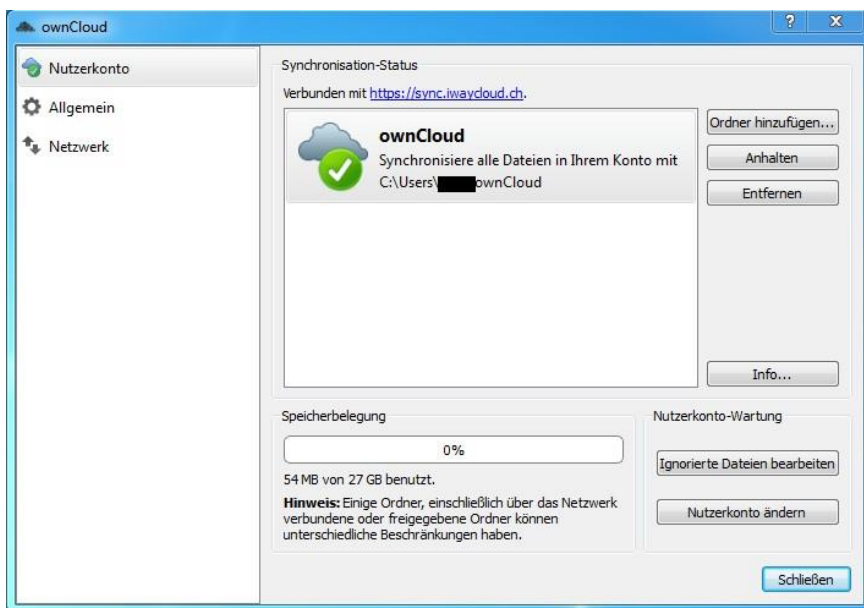 ownCloud
Nutzerkonto
Allgemein
Netzwerk
Synchronisation-Status
Verbunden mit https://sync.iwaycloud.ch.
ownCloud
Synchronisiere alle Dateien in Ihrem Konto mit
C:\Users\ ownCloud
Ordner hinzufügen...
Anhalten
Entfernen
Info...
Speicherbelegung
0%
54 MB von 27 GB benutzt.
Hinweis: Einige Ordner, einschließlich über das Netzwerk
verbundene oder freigegebene Ordner können
unterschiedliche Beschränkungen haben.
Nutzerkonto-Wartung
Ignorierte Dateien bearbeiten
Nutzerkonto ändern
Schließen